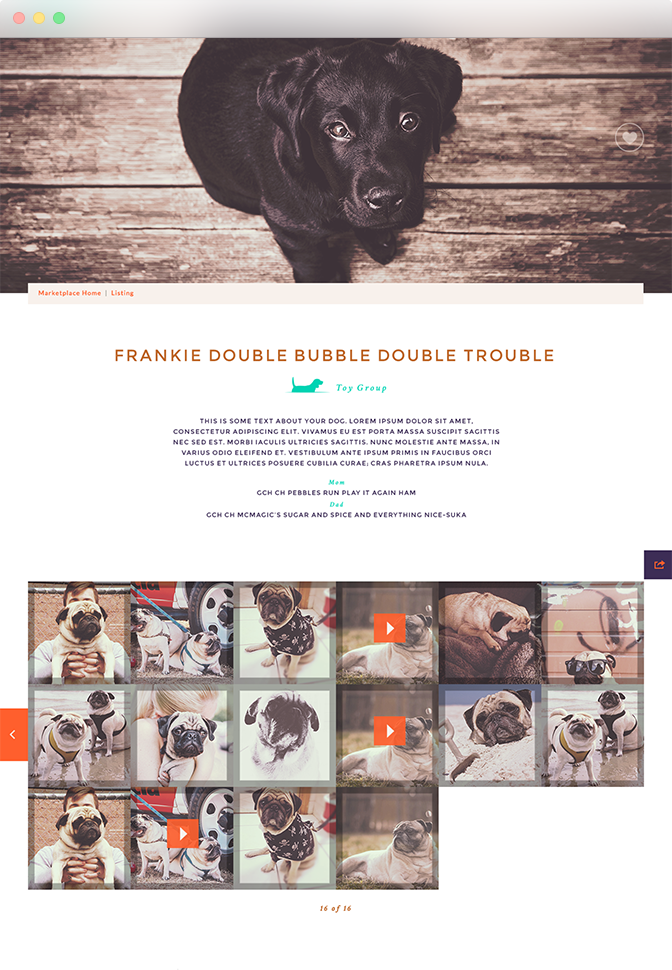 Marketplace Home | Listing
FRANKIE DOUBLE BUBBLE DOUBLE TROUBLE
Toy Group
THIS IS SOME TEXT ABOUT YOUR DOG. LOREM IPSUM DOLOR SIT AMET,
CONSECTETUR ADIPISCING ELIT. VIVAMUS EU EST PORTA MASSA SUSCIPIT SAGITTIS
NEC SED EST. MORBI IACULIS ULTRICIES SAGITTIS. NUNC MOLESTIE ANTE MASSA, IN
VARIUS ODIO ELEIFEND ET. VESTIBULUM ANTE IPSUM PRIMIS IN FAUCIBUS ORCI
LUCTUS ET ULTRICES POSUERE CUBILIA CURAE; CRAS PHARETRA IPSUM NULA.
Mom
GCH CH PEBBLES RUN PLAY IT AGAIN HAM
Dad
GCH CH MCMAGIC'S SUGAR AND SPICE AND EVERYTHING NICE-SUKA
16 of 16